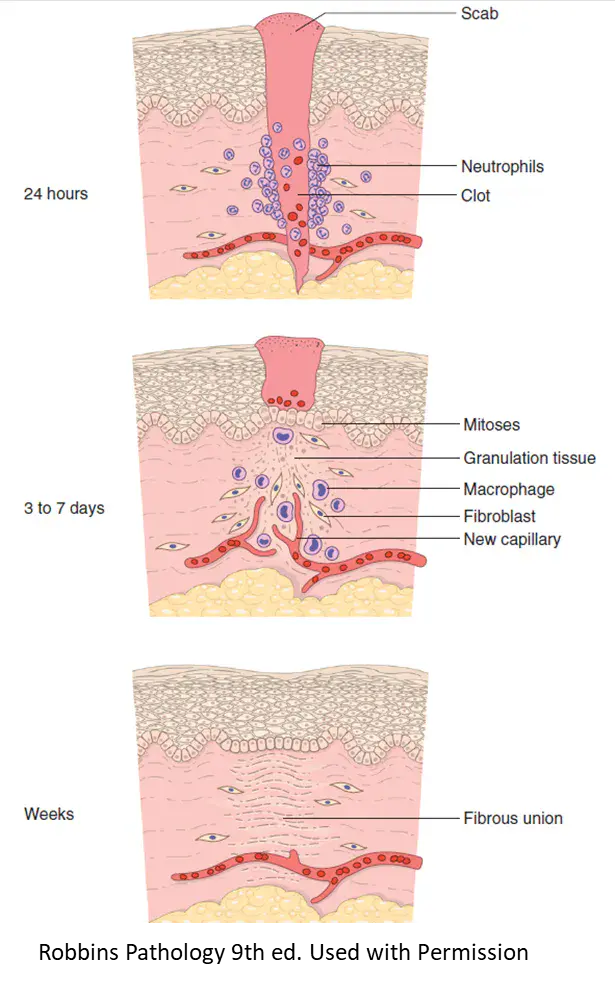 Scab
24 hours
Neutrophils
Clot
3 to 7 days
Mitoses
Granulation tissue
Macrophage
Fibroblast
New capillary
Weeks
Fibrous union
Robbins Pathology 9th ed. Used with Permission